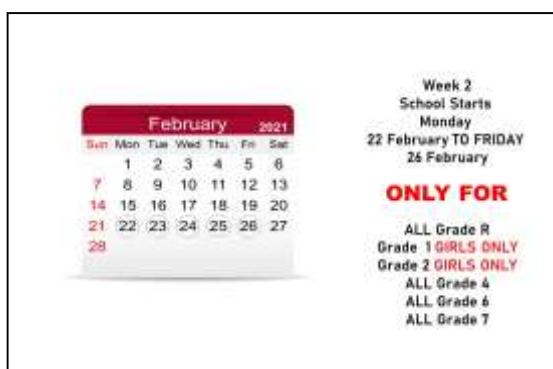 February 2021
Sun Mon Tue Wed Thu Fri Sat
1 2 3 4 5 6
7 8 9 10 11 12 13
14 15 16 17 18 19 20
21 22 23 24 25 26 27
28
Week 2
School Starts
Monday
22 February TO FRIDAY
26 February
ONLY FOR
ALL Grade R
Grade 1 GIRLS ONLY
Grade 2 GIRLS ONLY
ALL Grade 4
ALL Grade 6
ALL Grade 7